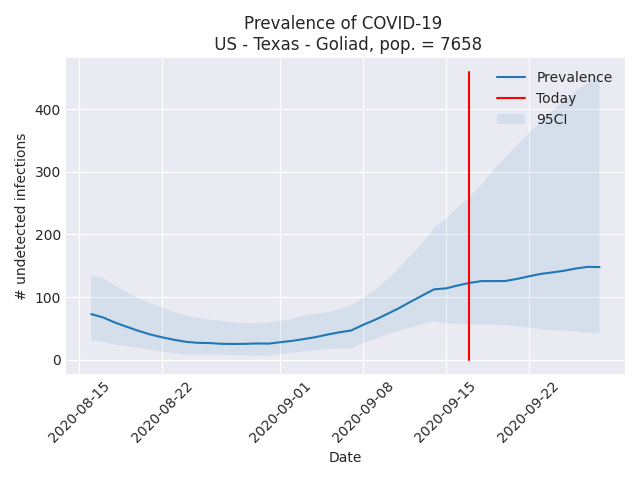 Prevalence of COVID-19
US - Texas - Goliad, pop. = 7658
# undetected infections
400
300
200
100
0
Prevalence
Today
95CI
2020-08-15
2020-08-22
2020-09-01
2020-09-08
2020-09-15
2020-09-22
Date